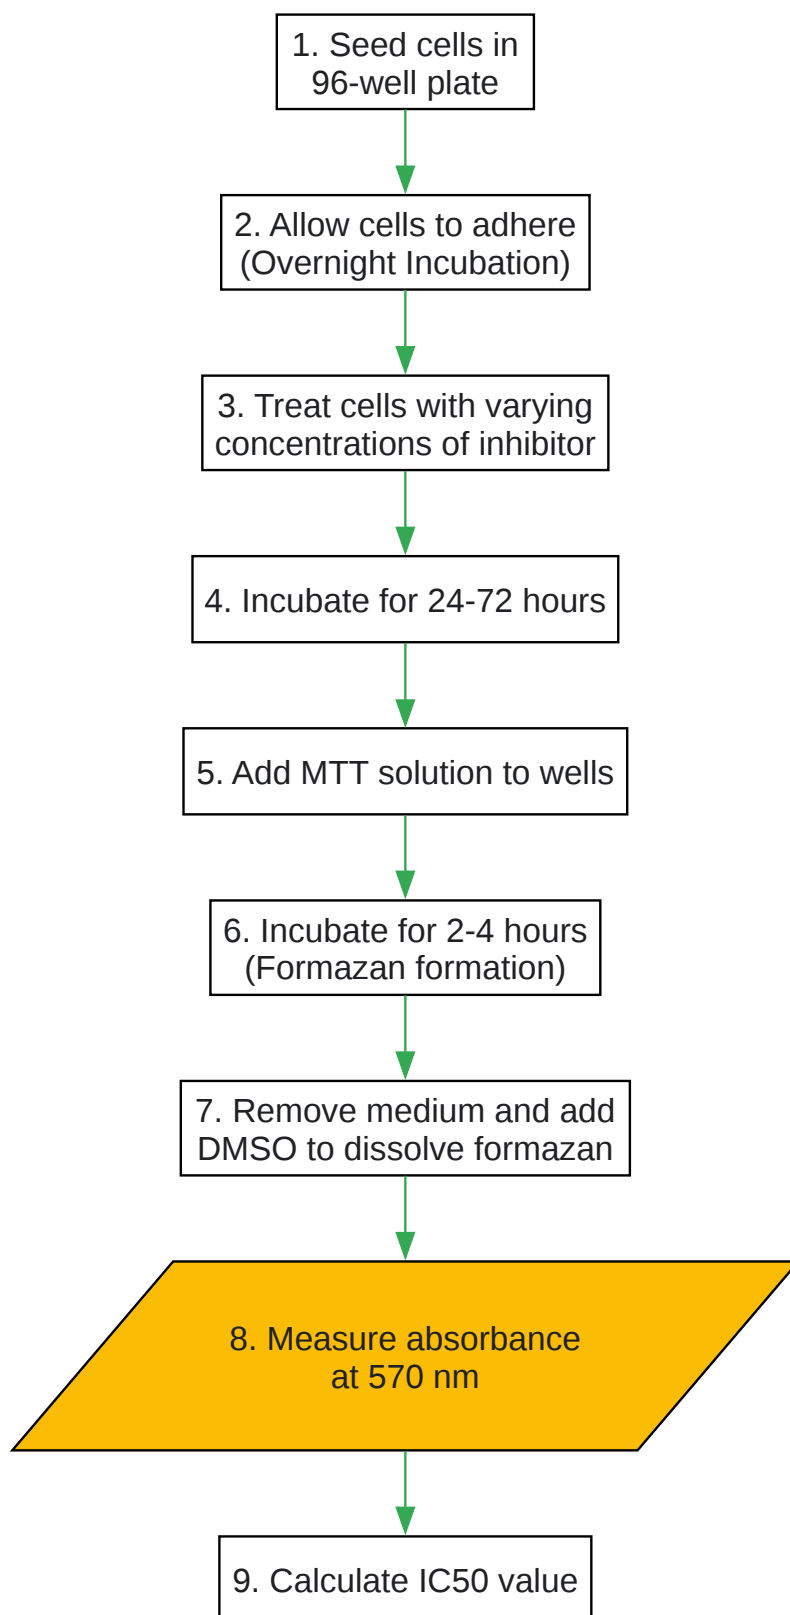 1. Seed cells in
96-well plate
2. Allow cells to adhere
(Overnight Incubation)
3. Treat cells with varying
concentrations of inhibitor
4. Incubate for 24-72 hours
5. Add MTT solution to wells
6. Incubate for 2-4 hours
(Formazan formation)
7. Remove medium and add
DMSO to dissolve formazan
8. Measure absorbance
at 570 nm
9. Calculate IC50 value